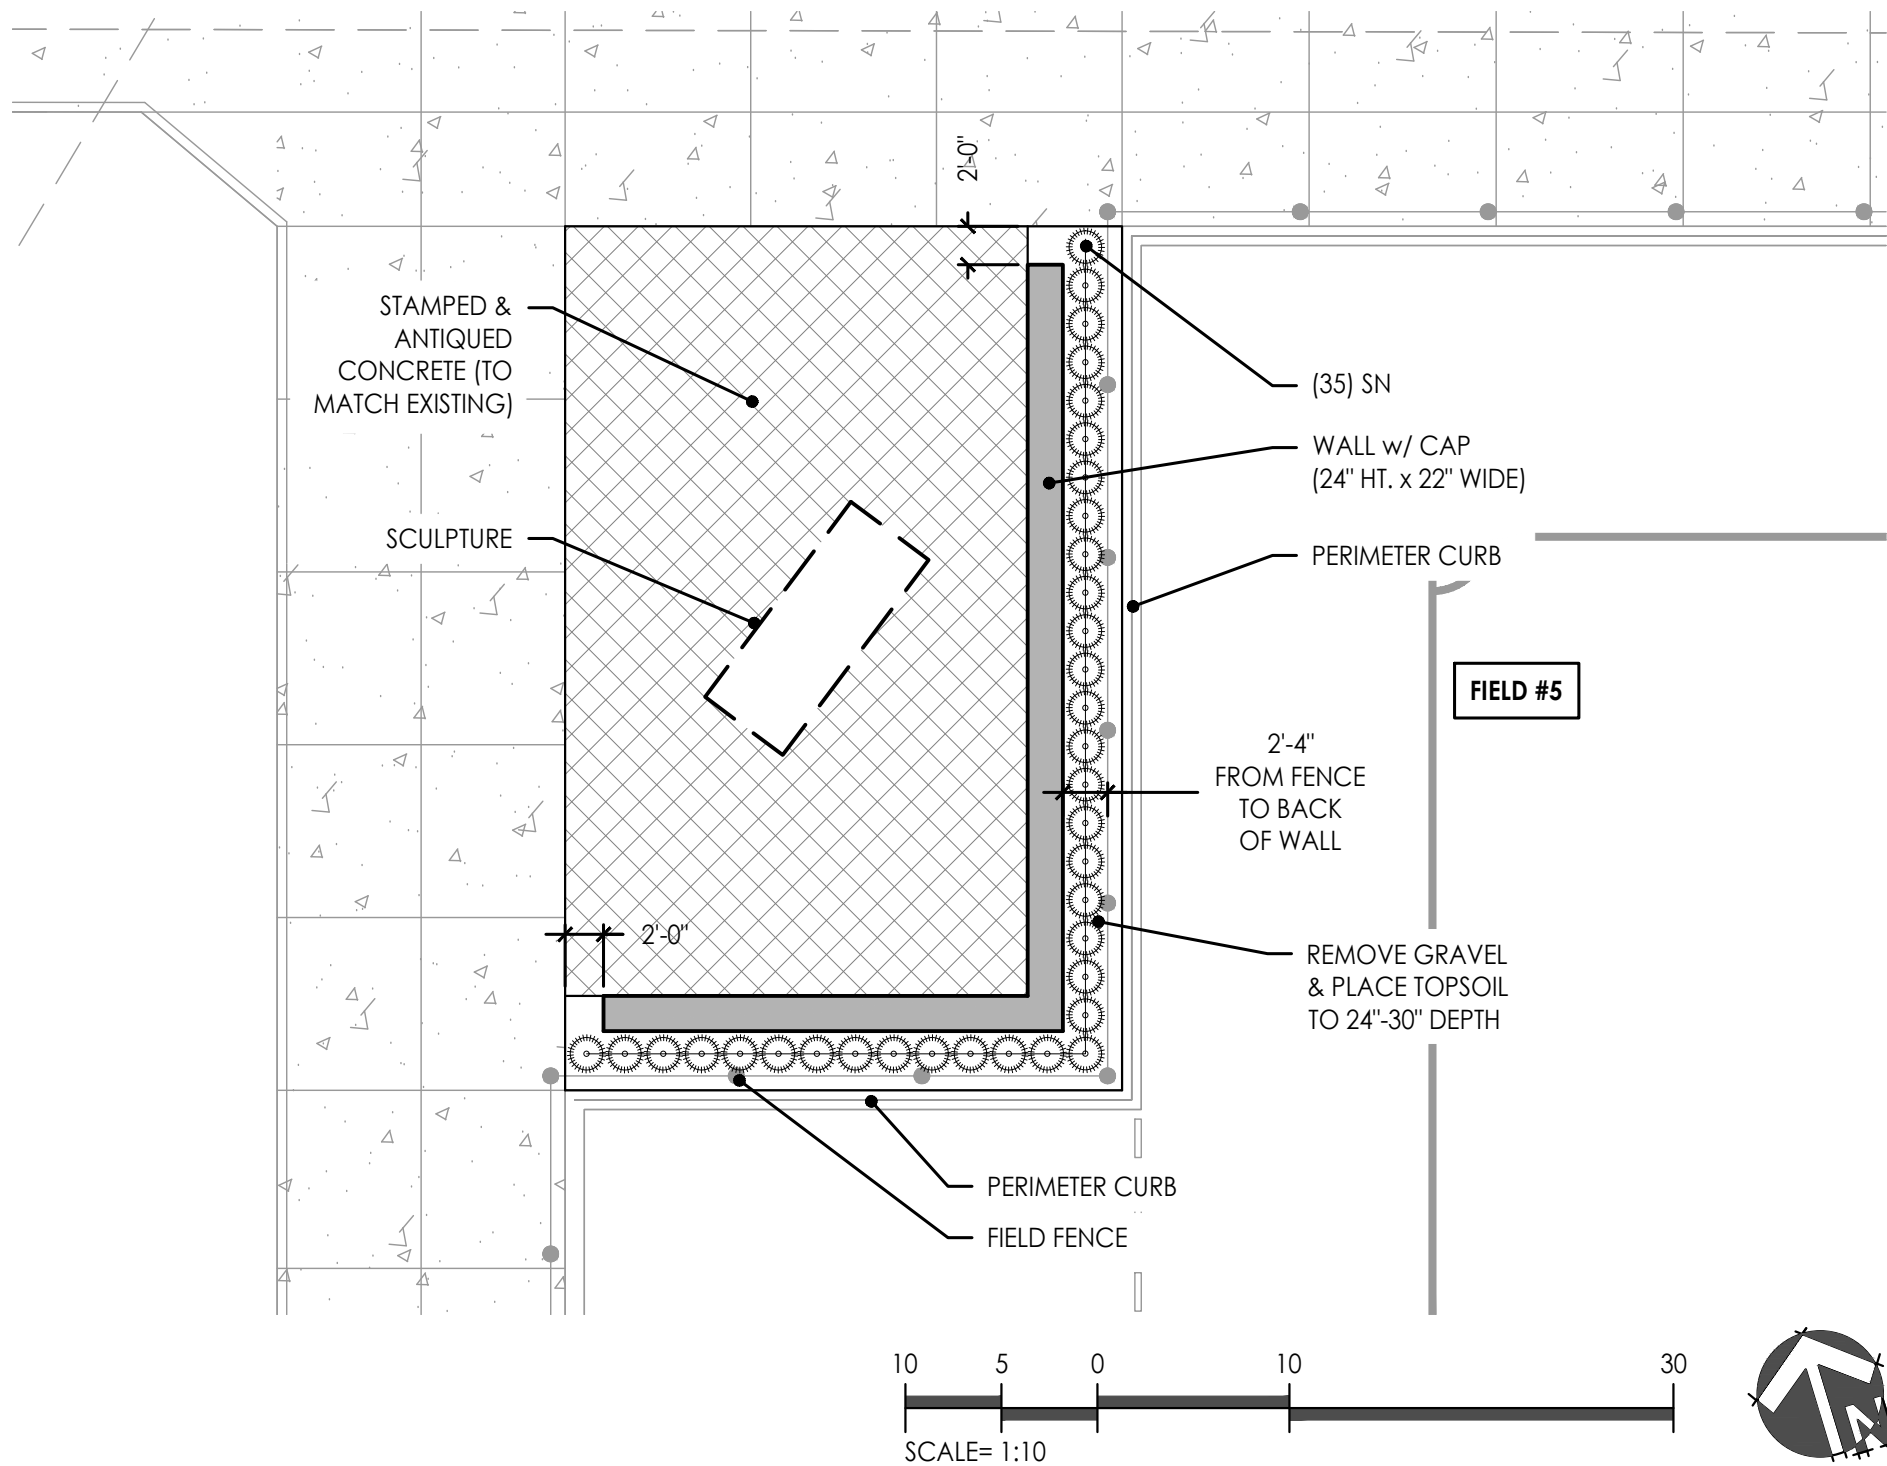 2'-0"
STAMPED &
ANTIQUED
CONCRETE (TO
MATCH EXISTING)
(35) SN
WALL w/ CAP
(24" HT. x 22" WIDE)
SCULPTURE
PERIMETER CURB
FIELD #5
2'-4"
FROM FENCE
TO BACK
OF WALL
2'-0"
REMOVE GRAVEL
& PLACE TOPSOIL
TO 24"-30" DEPTH
PERIMETER CURB
FIELD FENCE
10 5 0 10 30
SCALE= 1:10
N